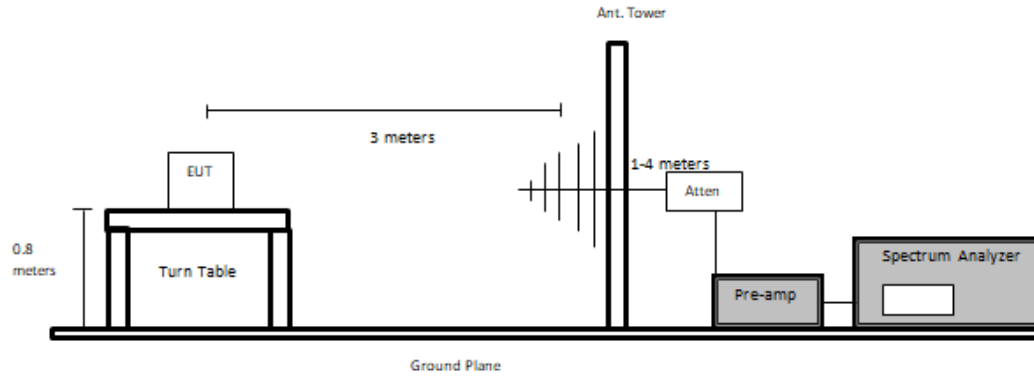 Ant. Tower
3 meters
1-4 meters
EUT
Atten
0.8
meters
Turn Table
Spectrum Analyzer
Pre-amp
Ground Plane